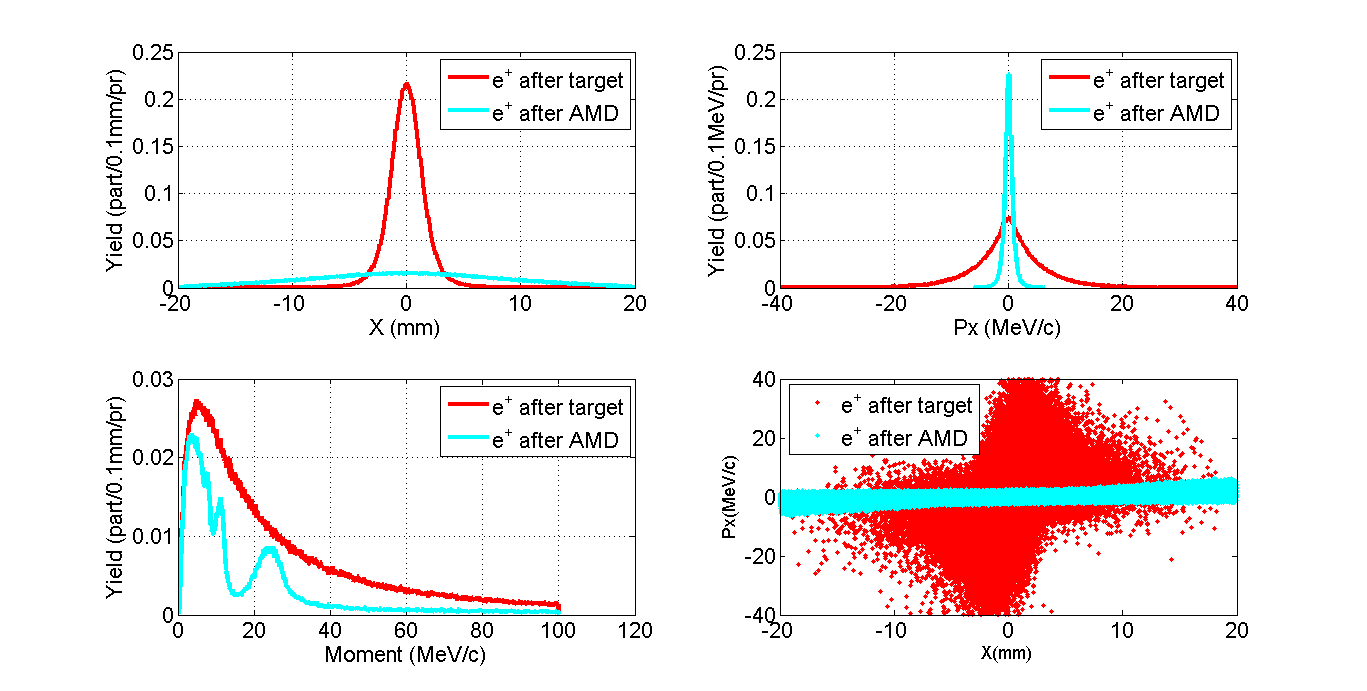 0.25
0.2
0.15
0.1
0.05
0
Yield (part/0.1mm/pr)
e+ after target
e+ after AMD
-20 -10 0 10 20
X (mm)
0.25
0.2
0.15
0.1
0.05
0
Yield (part/0.1MeV/pr)
e+ after target
e+ after AMD
-40 -20 0 20 40
Px (MeV/c)
0.03
0.02
0.01
0
Yield (part/0.1mm/pr)
e+ after target
e+ after AMD
0 20 40 60 80 100 120
Moment (MeV/c)
40
20
0
-20
-40
Px(MeV/c)
e+ after target
e+ after AMD
-20 -10 0 10 20
X(mm)